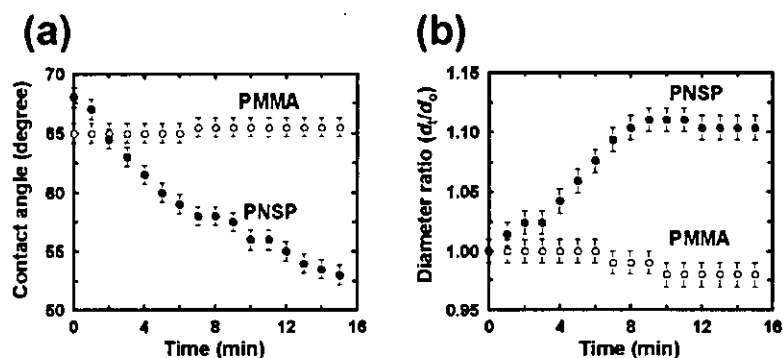 (a)
70
65
60
55
50
Contact angle (degree)
PMMA
PNSP
0
4
8
12
16
Time (min)
(b)
1.15
1.10
1.05
1.00
0.95
Diameter ratio (dt/do)
PNSP
PMMA
0
4
8
12
16
Time (min)